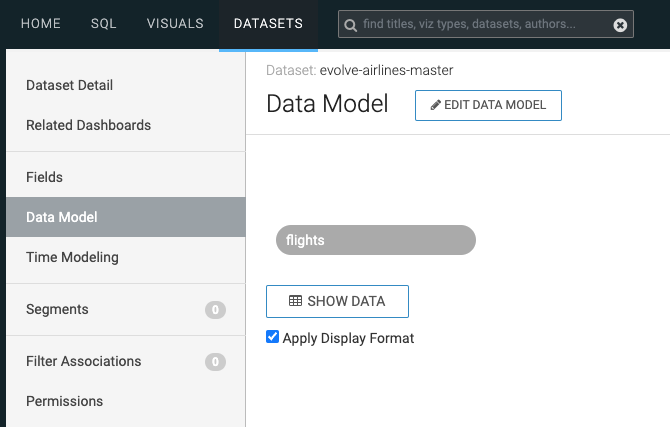 HOME SQL VISUALS DATASETS find titles, viz types, datasets, authors...
Dataset Detail
Related Dashboards
Fields
Data Model
Time Modeling
Segments 0
Filter Associations 0
Permissions
Dataset: evolve-airlines-master
Data Model EDIT DATA MODEL
flights
SHOW DATA
Apply Display Format